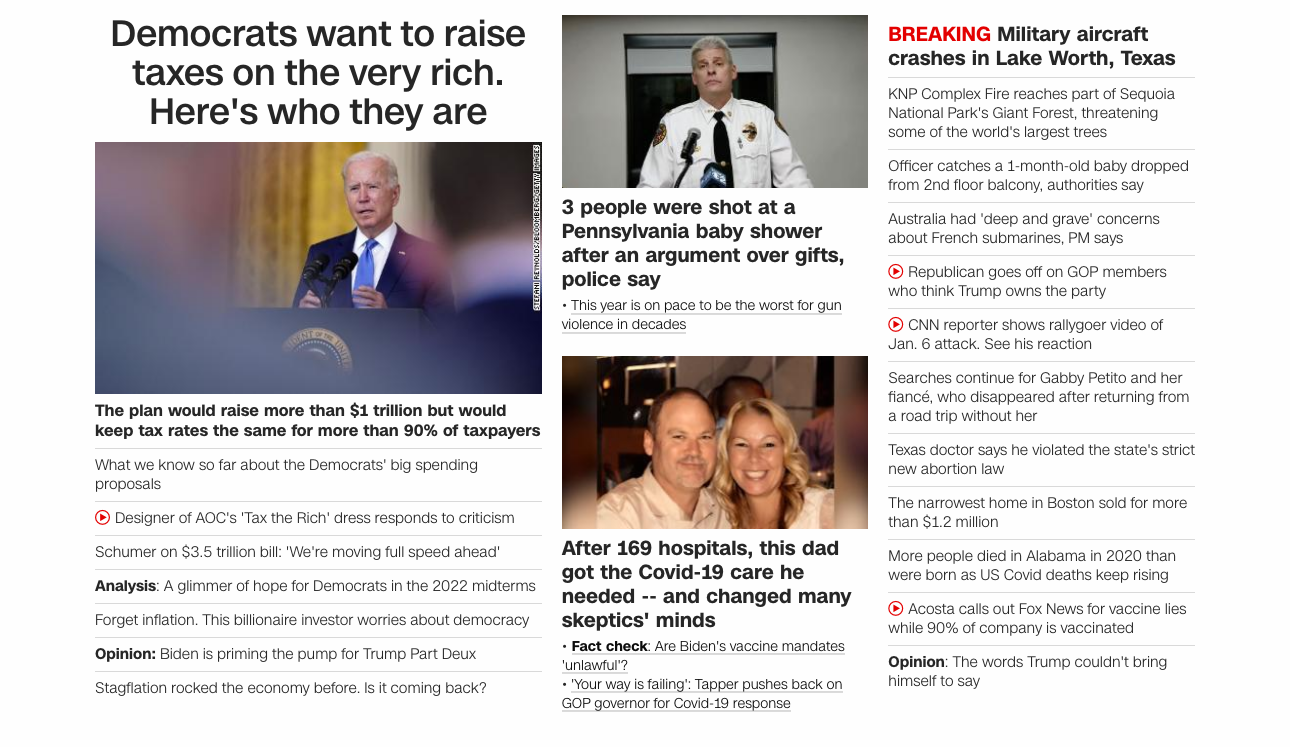 Democrats want to raise
taxes on the very rich.
Here's who they are
STEFANI REYNOLDS/BLOOMBERG/GETTY IMAGES
The plan would raise more than $1 trillion but would
keep tax rates the same for more than 90% of taxpayers
What we know so far about the Democrats' big spending
proposals
Designer of AOC's 'Tax the Rich' dress responds to criticism
Schumer on $3.5 trillion bill: 'We're moving full speed ahead'
Analysis: A glimmer of hope for Democrats in the 2022 midterms
Forget inflation. This billionaire investor worries about democracy
Opinion: Biden is priming the pump for Trump Part Deux
Stagflation rocked the economy before. Is it coming back?
3 people were shot at a
Pennsylvania baby shower
after an argument over gifts,
police say
• This year is on pace to be the worst for gun
violence in decades
After 169 hospitals, this dad
got the Covid-19 care he
needed -- and changed many
skeptics' minds
• Fact check: Are Biden's vaccine mandates
'unlawful'?
• 'Your way is failing': Tapper pushes back on
GOP governor for Covid-19 response
BREAKING Military aircraft
crashes in Lake Worth, Texas
KNP Complex Fire reaches part of Sequoia
National Park's Giant Forest, threatening
some of the world's largest trees
Officer catches a 1-month-old baby dropped
from 2nd floor balcony, authorities say
Australia had 'deep and grave' concerns
about French submarines, PM says
Republican goes off on GOP members
who think Trump owns the party
CNN reporter shows rallygoer video of
Jan. 6 attack. See his reaction
Searches continue for Gabby Petito and her
fiancé, who disappeared after returning from
a road trip without her
Texas doctor says he violated the state's strict
new abortion law
The narrowest home in Boston sold for more
than $1.2 million
More people died in Alabama in 2020 than
were born as US Covid deaths keep rising
Acosta calls out Fox News for vaccine lies
while 90% of company is vaccinated
Opinion: The words Trump couldn't bring
himself to say